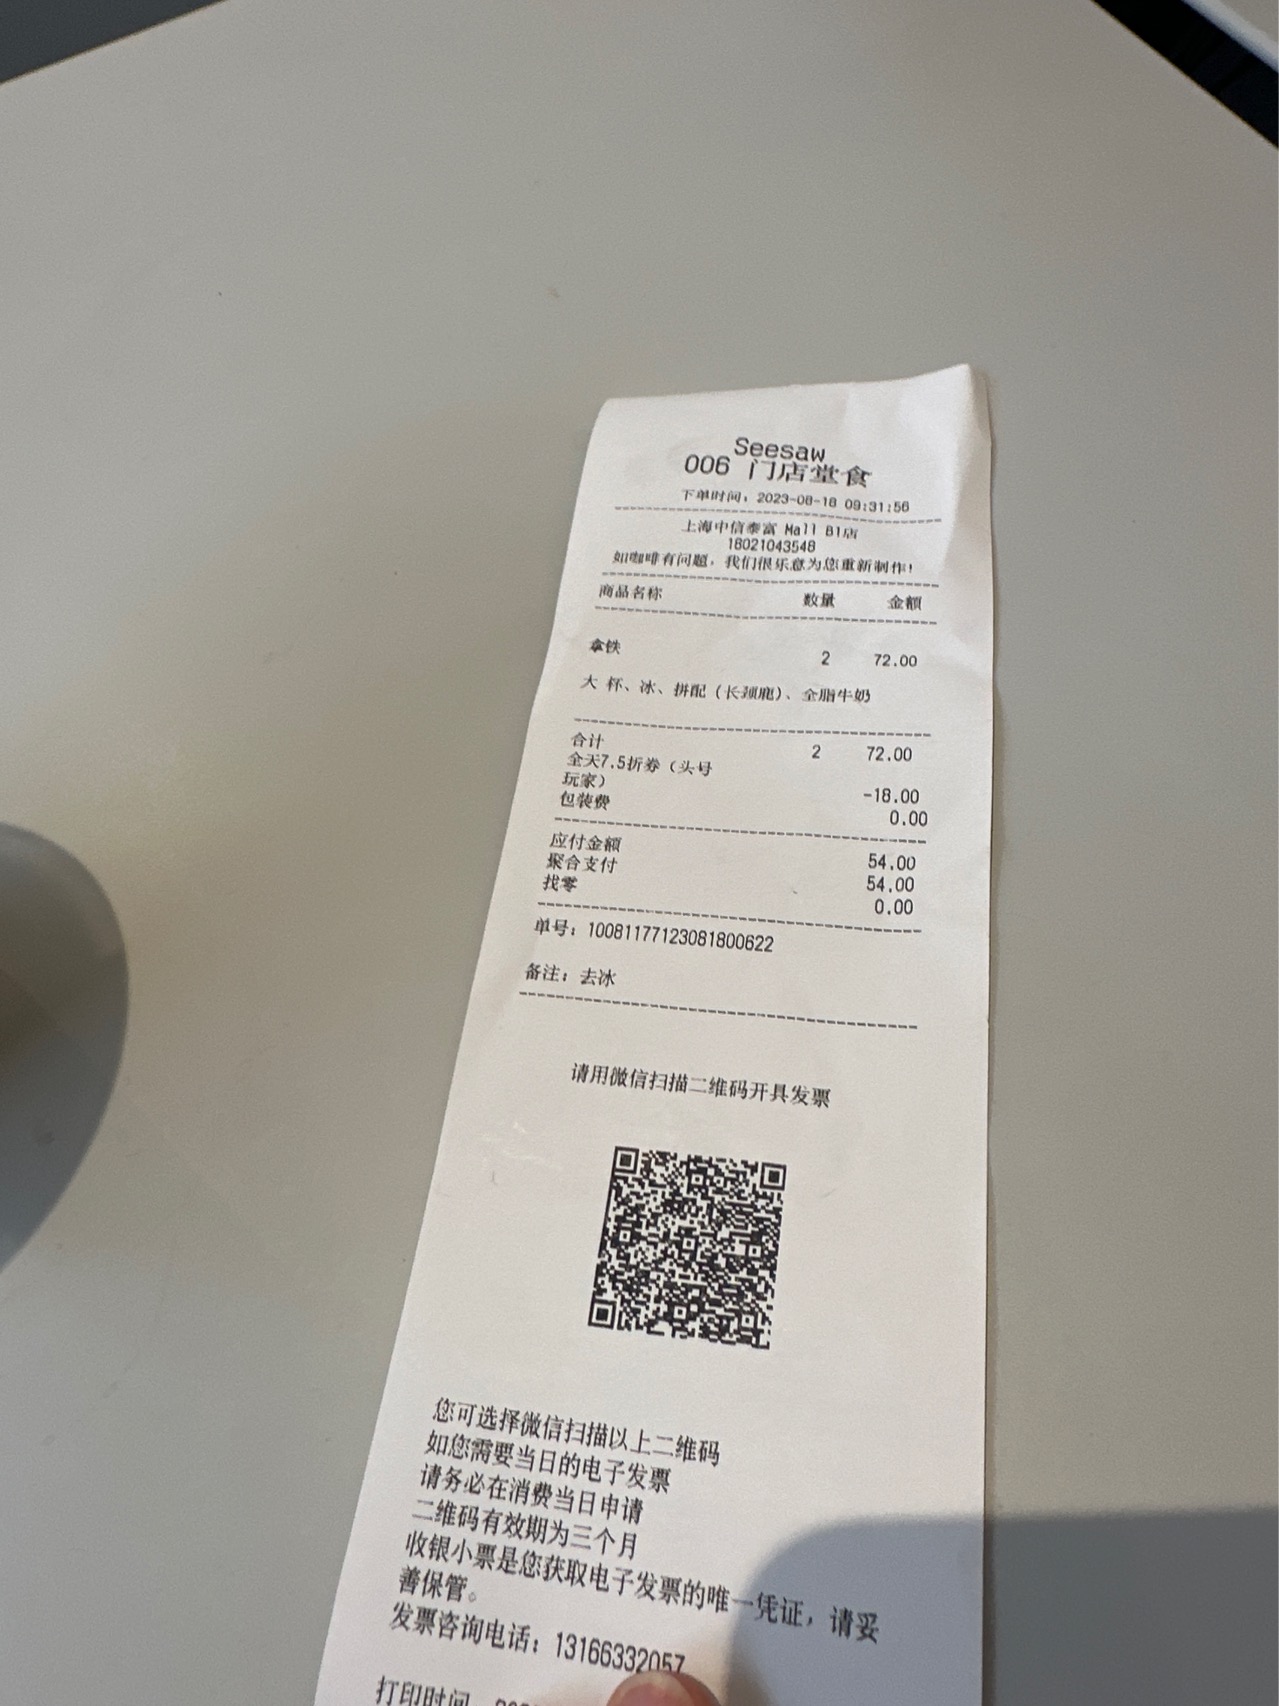 Seesaw
006 门店堂食
下单时间：2023-08-18 09:31:56
上海中信泰富 Mall B1店
18021043548
如咖啡有问题，我们很乐意为您重新制作！
商品名称 数量 金额
拿铁 2 72.00
大 杯、冰、拼配（长颈鹿）、全脂牛奶
合计 2 72.00
全天7.5折券（头号
玩家） -18.00
包装费 0.00
应付金额 54.00
聚合支付 54.00
找零 0.00
单号：10081177123081800622
备注：去冰
请用微信扫描二维码开具发票
您可选择微信扫描以上二维码
如您需要当日的电子发票
请务必在消费当日申请
二维码有效期为三个月
收银小票是您获取电子发票的唯一凭证，请妥
善保管。
发票咨询电话：13166332057
打印时间